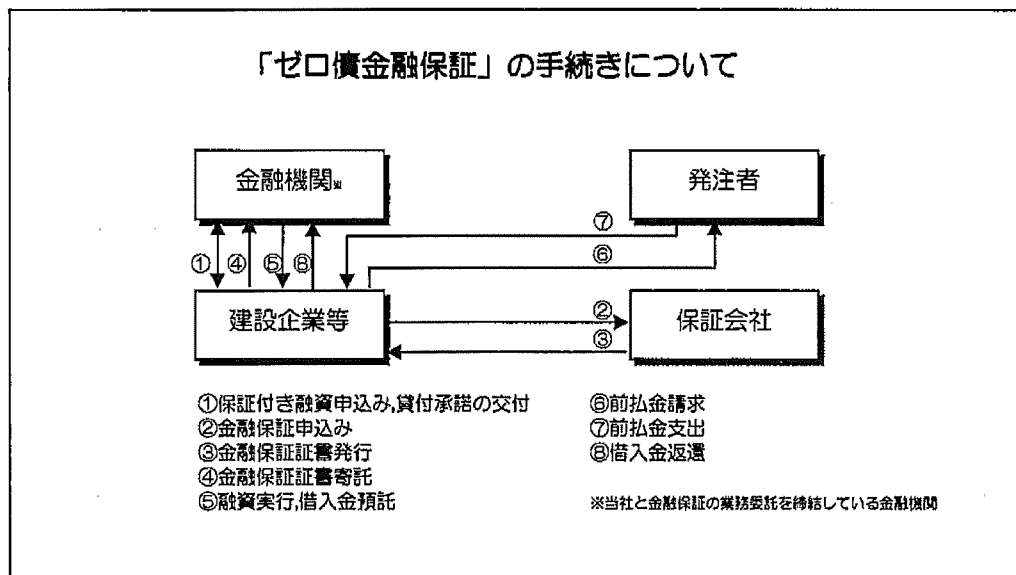 「ゼロ債金融保証」の手続きについて
金融機関※
発注者
⑦
① ④ ⑤ ⑧
⑥
建設企業等
②
保証会社
③
①保証付き融資申込み,貸付承諾の交付
②金融保証申込み
③金融保証証書発行
④金融保証証書寄託
⑤融資実行,借入金預託
⑥前払金請求
⑦前払金支出
⑧借入金返還
※当社と金融保証の業務委託を締結している金融機関